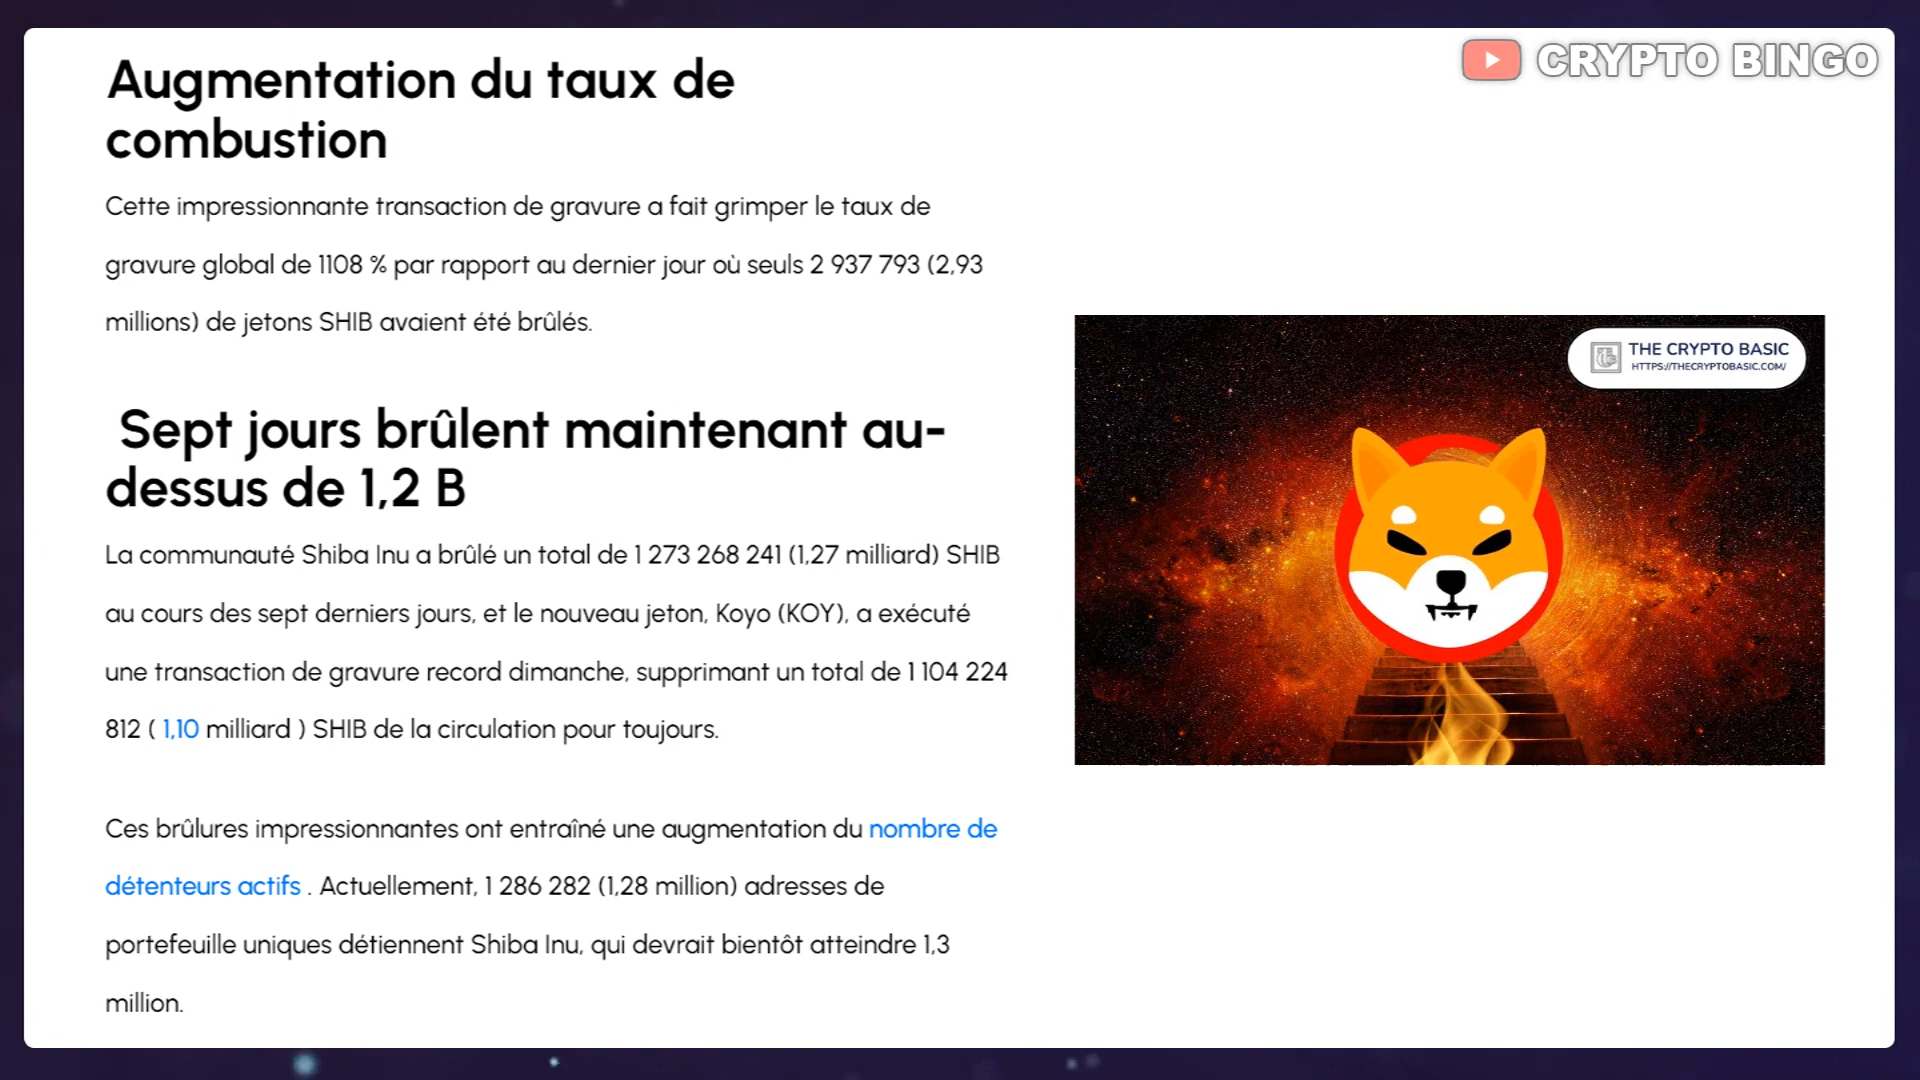 CRYPTO BINGO
Augmentation du taux de
combustion
Cette impressionnante transaction de gravure a fait grimper le taux de
gravure global de 1108 % par rapport au dernier jour où seuls 2 937 793 (2,93
millions) de jetons SHIB avaient été brûlés.
Sept jours brûlent maintenant au-
dessus de 1,2 B
La communauté Shiba Inu a brûlé un total de 1 273 268 241 (1,27 milliard) SHIB
au cours des sept derniers jours, et le nouveau jeton, Koyo (KOY), a exécuté
une transaction de gravure record dimanche, supprimant un total de 1 104 224
812 ( 1,10 milliard ) SHIB de la circulation pour toujours.
Ces brûlures impressionnantes ont entraîné une augmentation du nombre de
détenteurs actifs . Actuellement, 1 286 282 (1,28 million) adresses de
portefeuille uniques détiennent Shiba Inu, qui devrait bientôt atteindre 1,3
million.
THE CRYPTO BASIC
HTTPS://THECRYPTOBASIC.COM/